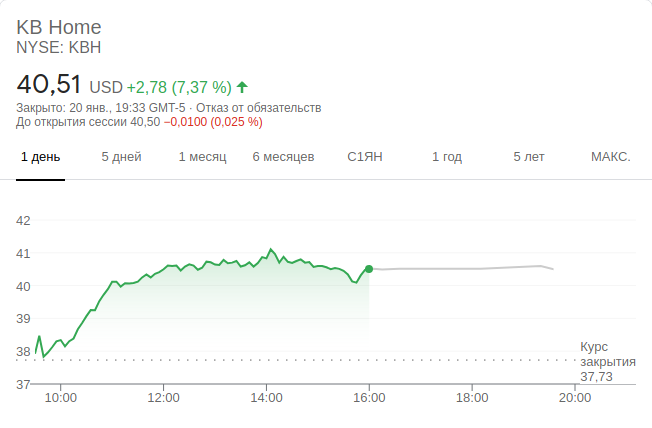 KB Home
NYSE: KBH
40,51 USD +2,78 (7,37 %)
Закрыто: 20 янв., 19:33 GMT-5 · Отказ от обязательств
До открытия сессии 40,50 −0,0100 (0,025 %)
1 день 5 дней 1 месяц 6 месяцев С1ЯН 1 год 5 лет МАКС.
42
41
40
39
38
37
Курс
закрытия
37,73
10:00 12:00 14:00 16:00 18:00 20:00